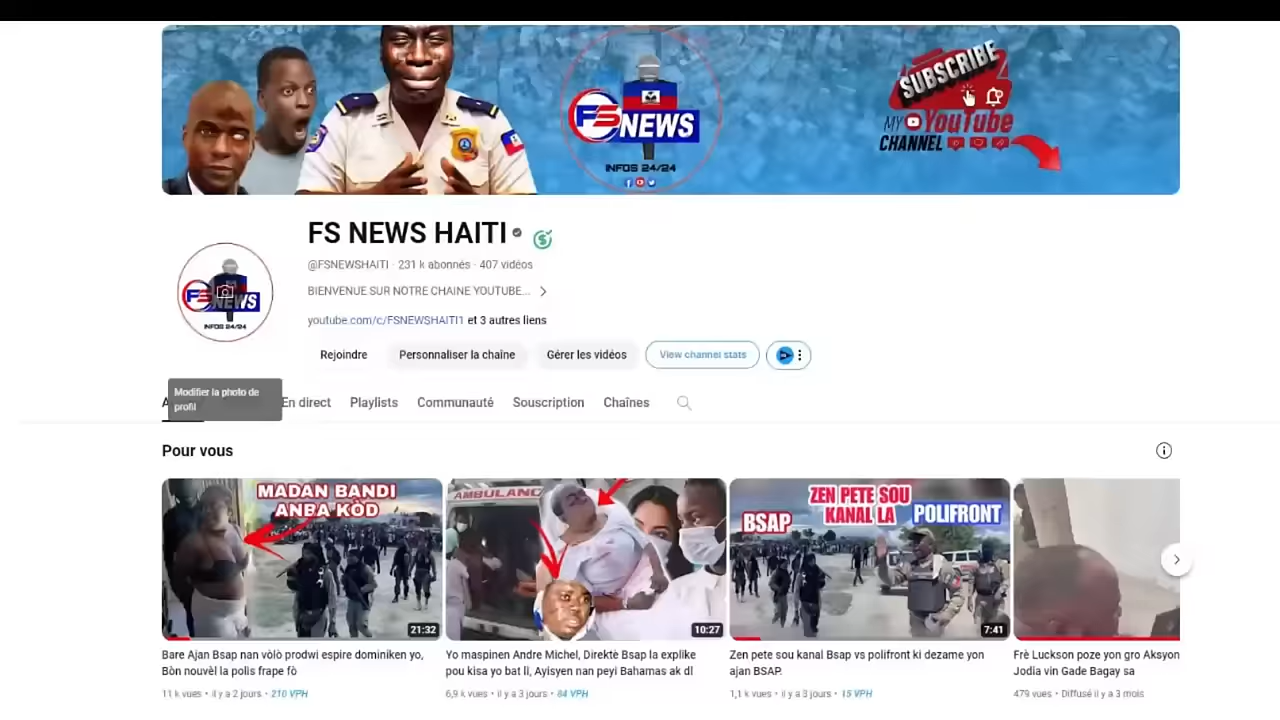 SUBSCRIBE
MY YouTube
CHANNEL
FS NEWS
INFOS 24/24
FS NEWS HAITI
@FSNEWSHAITI · 231 k abonnés · 407 vidéos
BIENVENUE SUR NOTRE CHAINE YOUTUBE...
youtube.com/c/FSNEWSHAITI1 et 3 autres liens
FS NEWS
INFOS 24/24
Rejoindre
Personnaliser la chaîne
Gérer les vidéos
View channel stats
Modifier la photo de
profil
A
En direct
Playlists
Communauté
Souscription
Chaînes
Pour vous
MADAN BANDI
ANBA KÒD
21:32
AMBULANC
10:27
ZEN PETE SOU
KANAL LA
BSAP
POLIFRONT
7:41
Bare Ajan Bsap nan vòlò prodwi espire dominiken yo,
Bòn nouvèl la polis frape fò
11 k vues • il y a 2 jours • 210 VPH
Yo maspinen Andre Michel, Direktè Bsap la explike
pou kisa yo bat li, Ayisyen nan peyi Bahamas ak dl
6,9 k vues • il y a 3 jours • 84 VPH
Zen pete sou kanal Bsap vs polifront ki dezame yon
ajan BSAP.
1,1 k vues • il y a 3 jours • 15 VPH
Frè Luckson poze yon gro Aksyon
Jodia vin Gade Bagay sa
479 vues • Diffusé il y a 3 mois